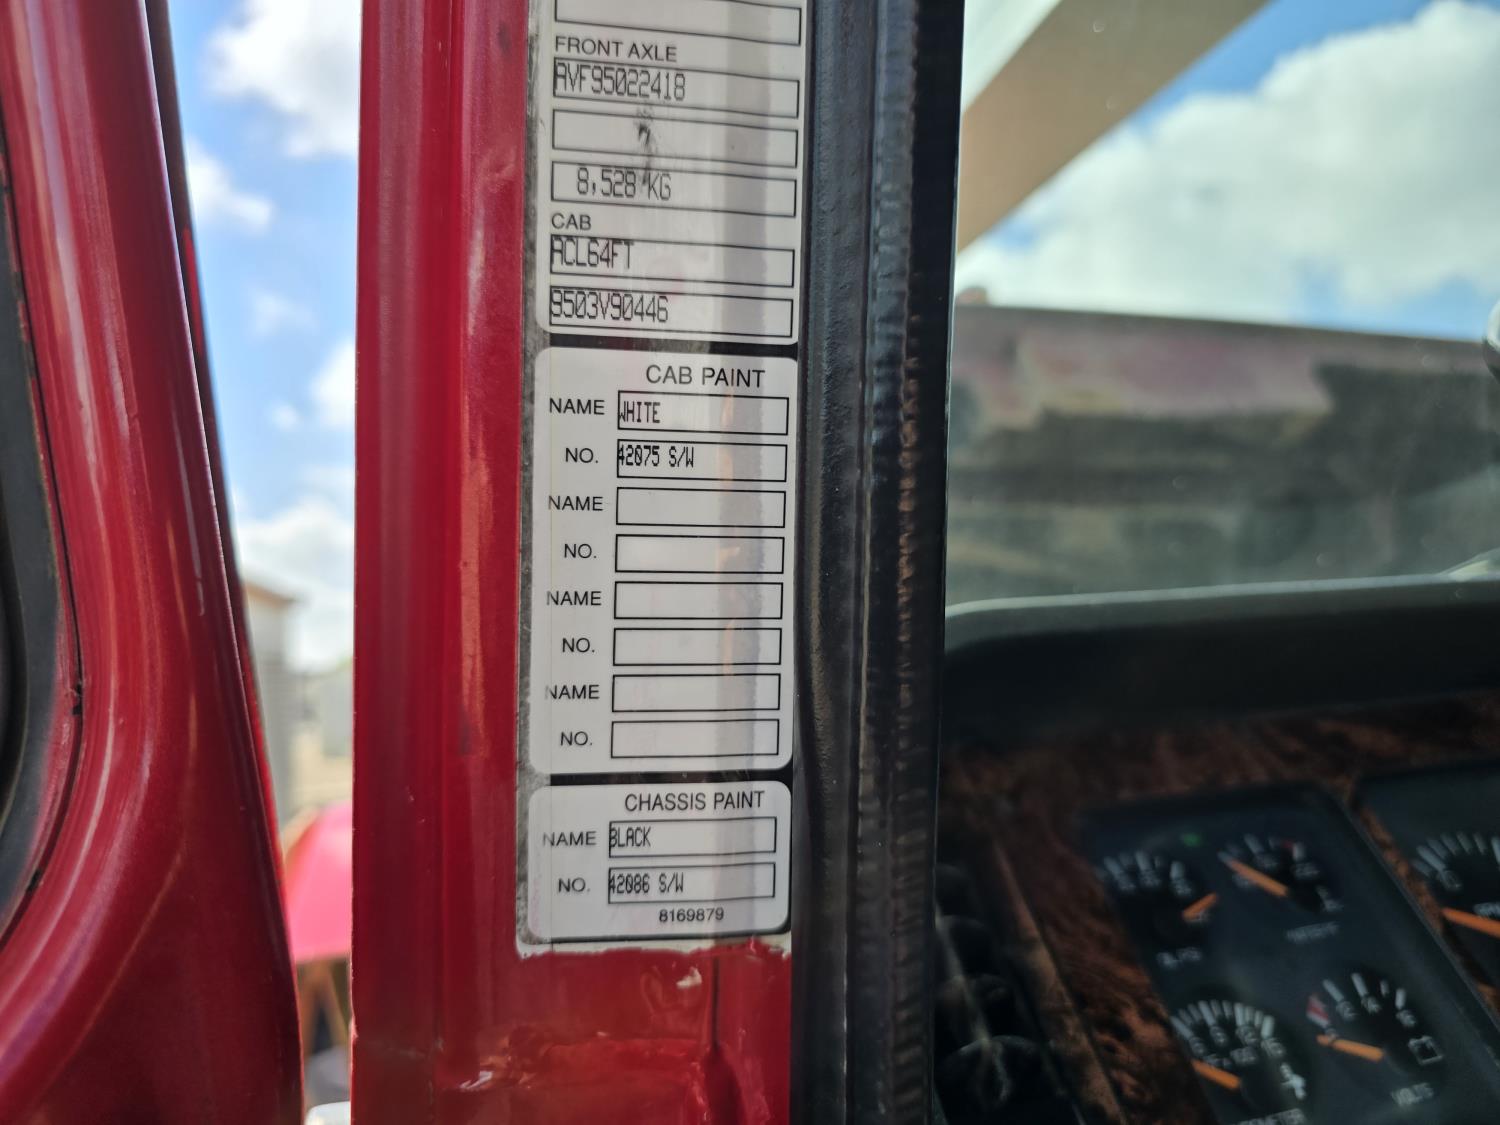 FRONT AXLE
AVF95022418
8,528 KG
CAB
ACL64FT
9503V90446
CAB PAINT
NAME WHITE
NO. 42075 S/W
NAME
NO.
NAME
NO.
NAME
NO.
CHASSIS PAINT
NAME BLACK
NO. 42086 S/W
8169879
VOLTS